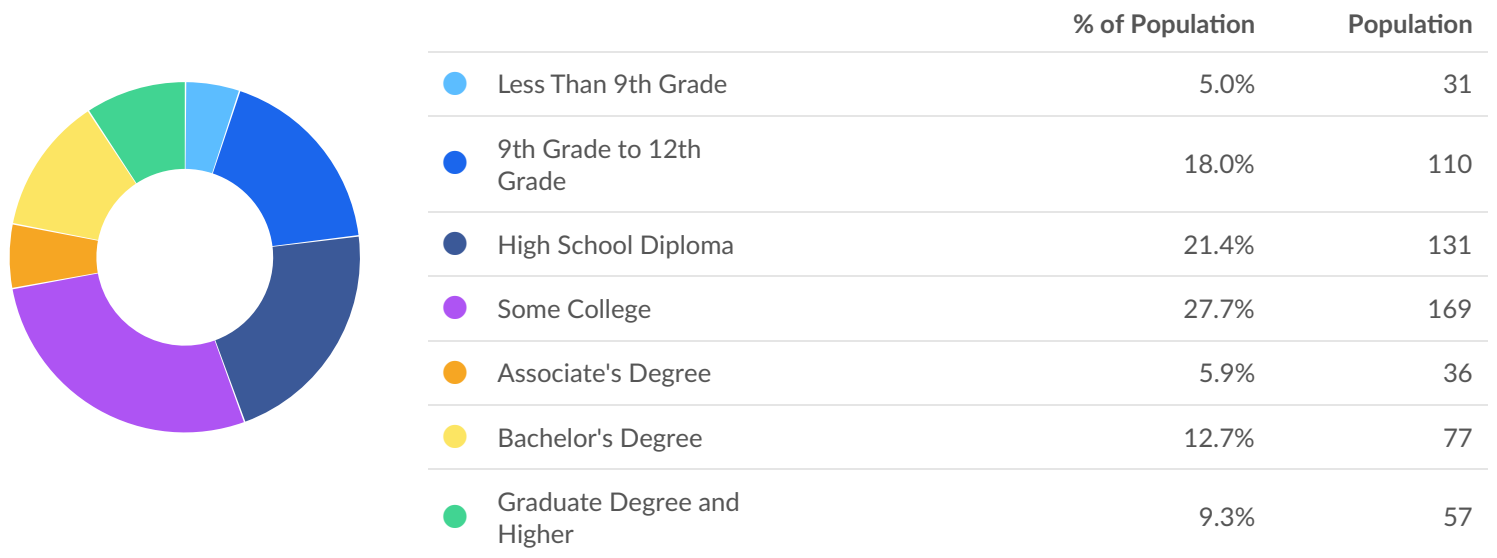 % of Population Population
Less Than 9th Grade 5.0% 31
9th Grade to 12th
Grade 18.0% 110
High School Diploma 21.4% 131
Some College 27.7% 169
Associate's Degree 5.9% 36
Bachelor's Degree 12.7% 77
Graduate Degree and
Higher 9.3% 57